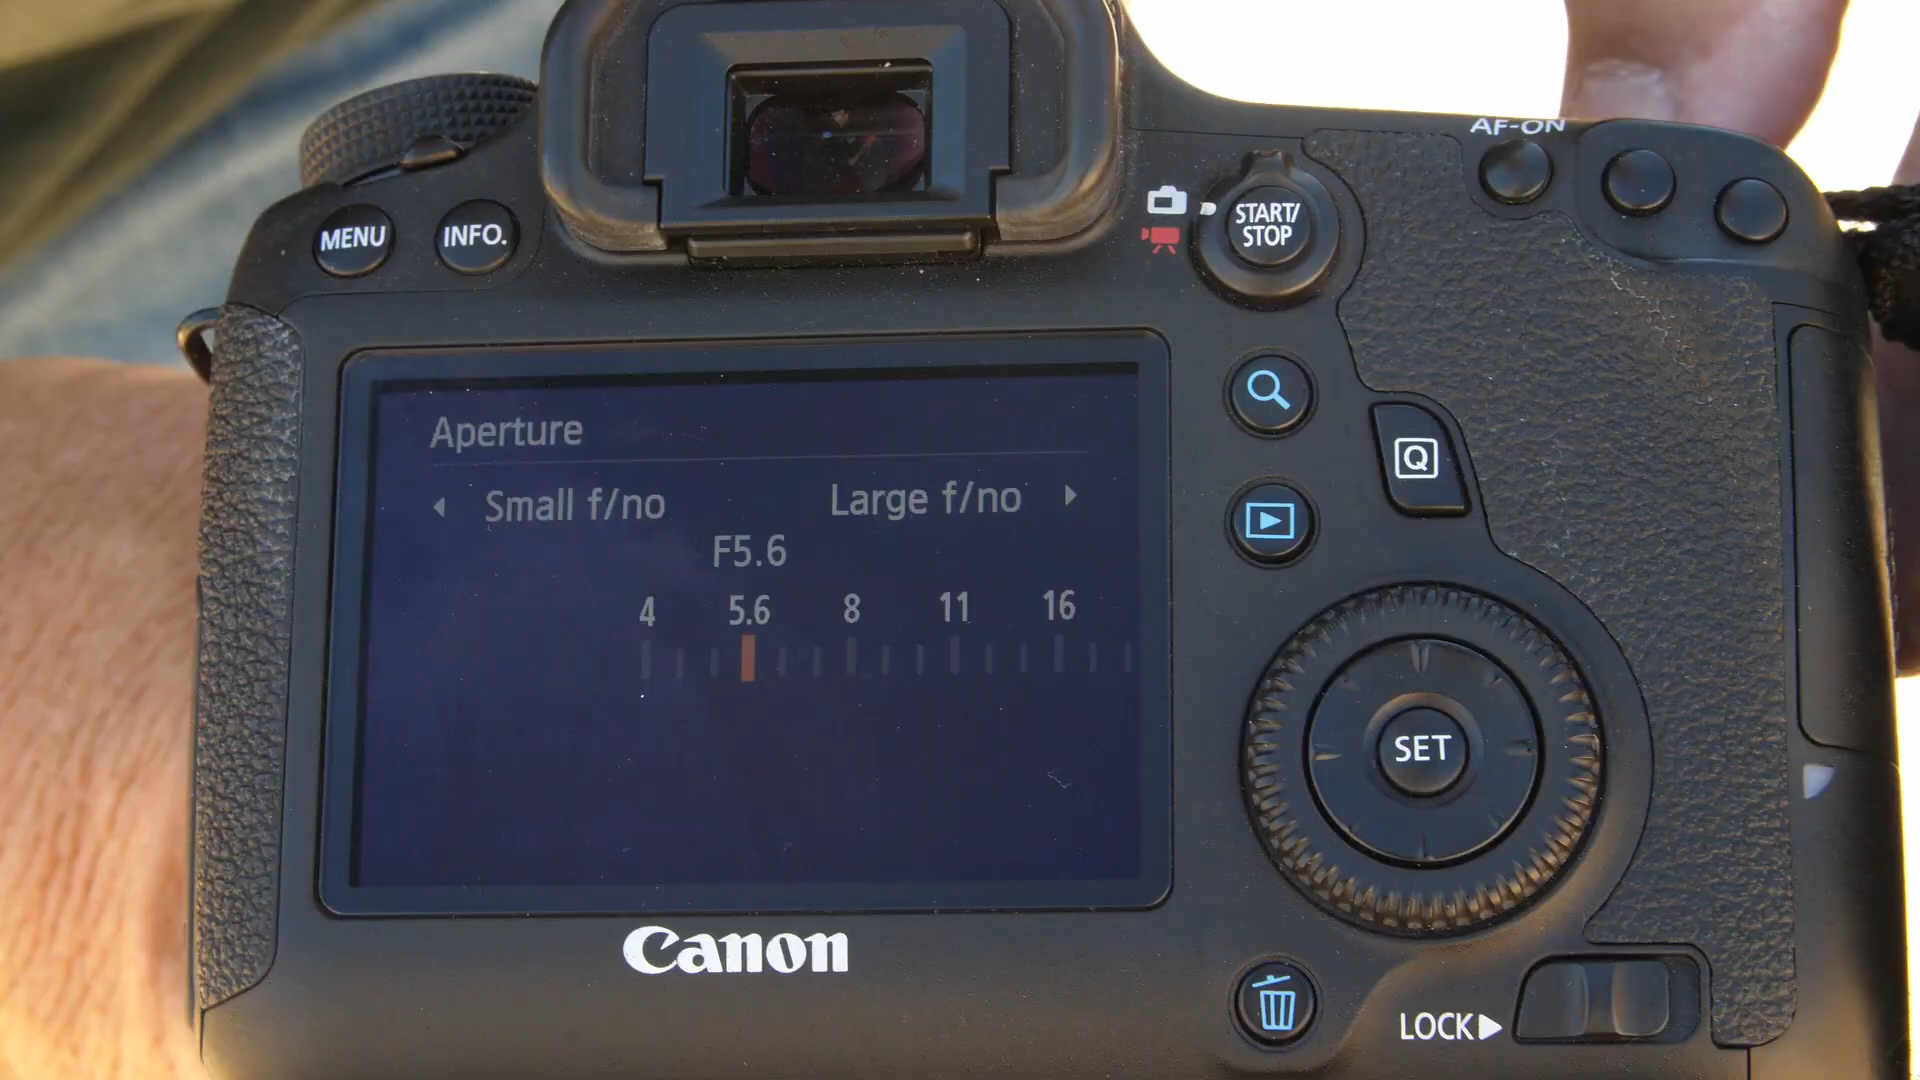 AF-ON
MENU
INFO.
START/
STOP
Aperture
Small f/no
Large f/no
F5.6
4 5.6 8 11 16
Q
SET
Canon
LOCK